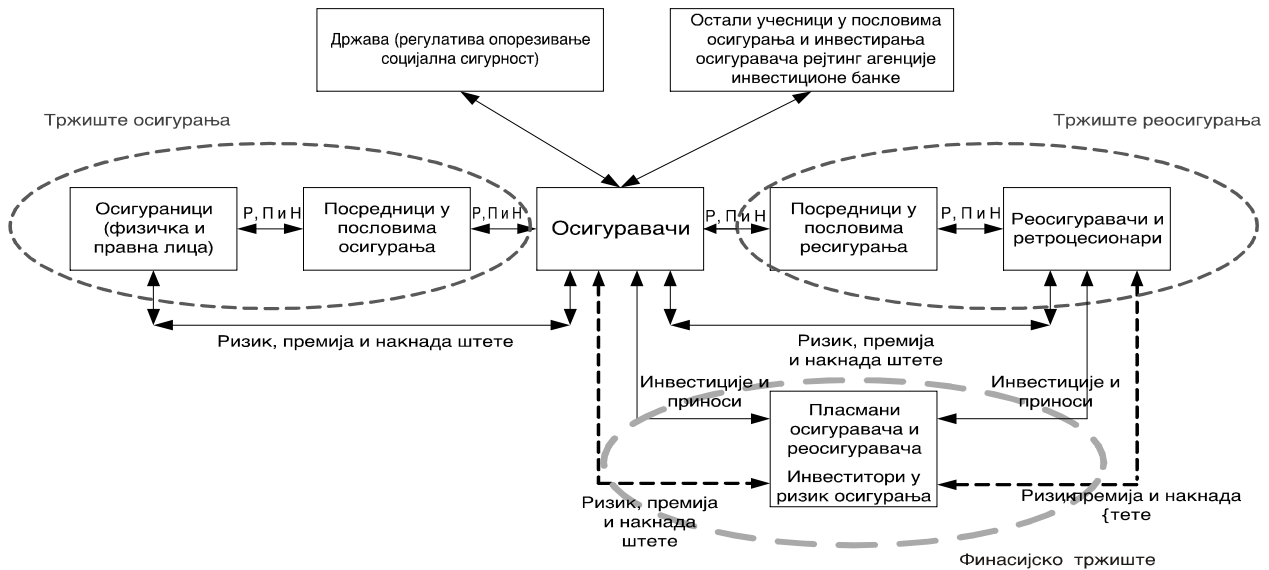 Држава (регулатива опорезивање
социјална сигурност)
Остали учесници у пословима
осигурања и инвестирања
осигуравача рејтинг агенције
инвестиционе банке
Тржиште осигурања
Тржиште реосигурања
Осигураници
(физичка и
правна лица)
Р, П и Н
Посредници у
пословима
осигурања
Р, П и Н
Осигуравачи
Р, П и Н
Посредници у
пословима
ресигурања
Р, П и Н
Реосигуравачи и
ретроцесионари
Ризик, премија и накнада штете
Ризик, премија
и накнада штете
Инвестиције и
приноси
Инвестиције и
приноси
Пласмани
осигуравача и
реосигуравача
Инвеститори у
ризик осигурања
Ризик, премија
и накнада
штете
Ризикпремија и накнада
{тете
Финасијско тржиште